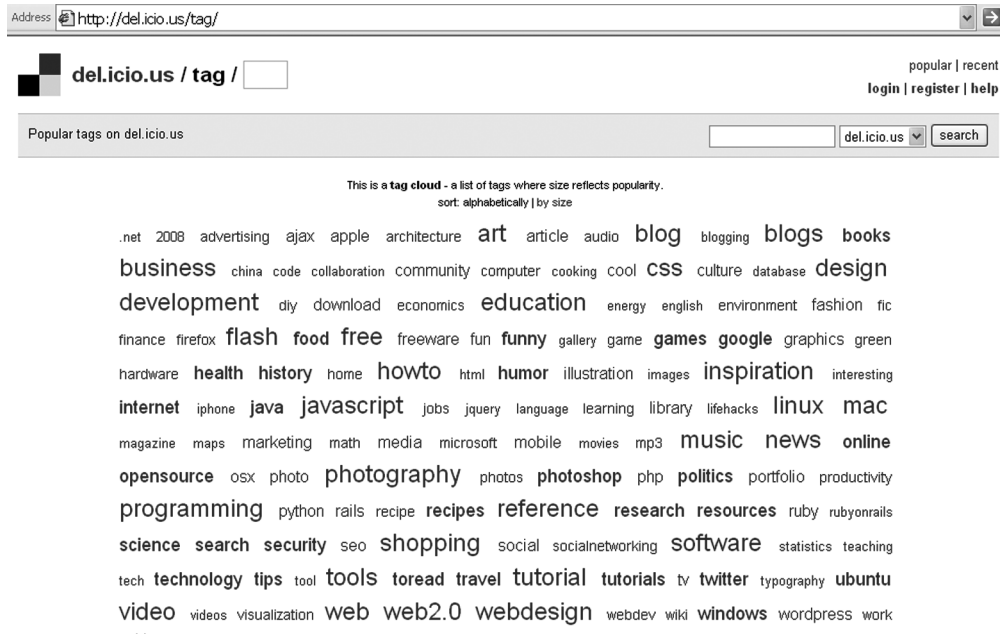 Address http://del.icio.us/tag/
del.icio.us / tag /
popular | recent
login | register | help
Popular tags on del.icio.us
del.icio.us search
This is a tag cloud - a list of tags where size reflects popularity.
sort: alphabetically | by size
.net 2008 advertising ajax apple architecture art article audio blog blogging blogs books
business china code collaboration community computer cooking cool css culture database design
development diy download economics education energy english environment fashion fic
finance firefox flash food free freeware fun funny gallery game games google graphics green
hardware health history home howto html humor illustration images inspiration interesting
internet iphone java javascript jobs jquery language learning library lifehacks linux mac
magazine maps marketing math media microsoft mobile movies mp3 music news online
opensource osx photo photography photos photoshop php politics portfolio productivity
programming python rails recipe recipes reference research resources ruby rubyonrails
science search security seo shopping social socialnetworking software statistics teaching
tech technology tips tool tools toread travel tutorial tutorials tv twitter typography ubuntu
video videos visualization web web2.0 webdesign webdev wiki windows wordpress work